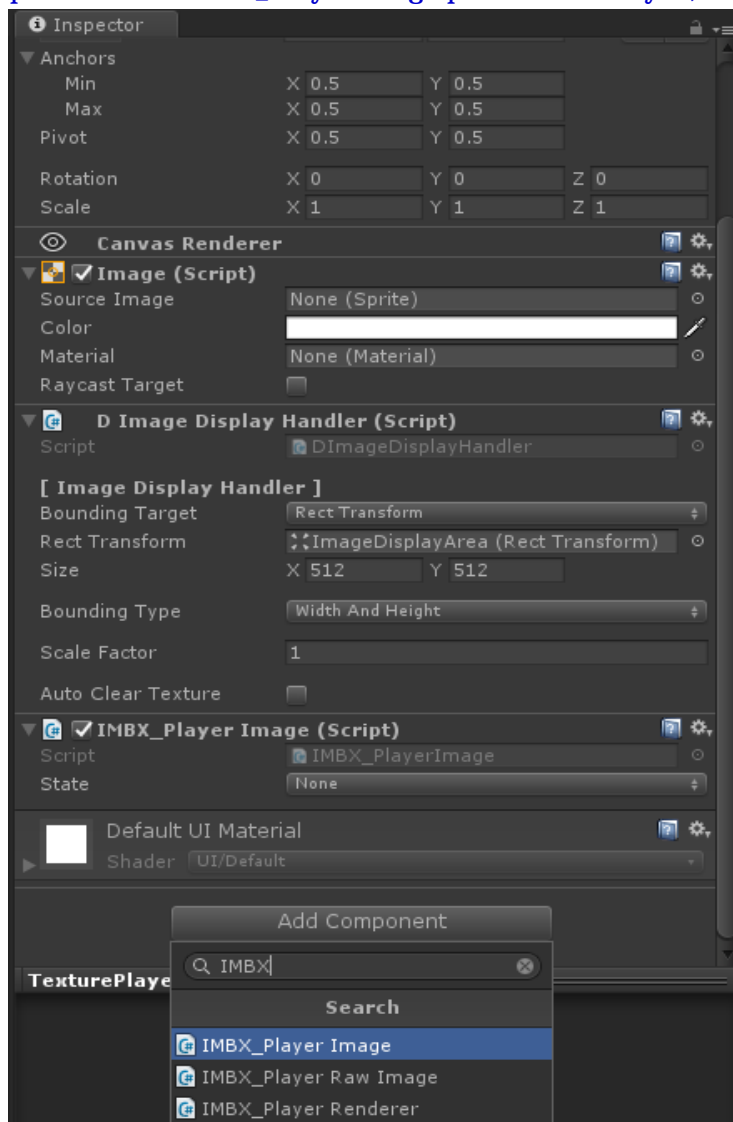 Inspector
Anchors
Min X 0.5 Y 0.5
Max X 0.5 Y 0.5
Pivot X 0.5 Y 0.5
Rotation X 0 Y 0 Z 0
Scale X 1 Y 1 Z 1
Canvas Renderer
Image (Script)
Source Image None (Sprite)
Color
Material None (Material)
Raycast Target
D Image Display Handler (Script)
Script DImageDisplayHandler
[ Image Display Handler ]
Bounding Target Rect Transform
Rect Transform ImageDisplayArea (Rect Transform)
Size X 512 Y 512
Bounding Type Width And Height
Scale Factor 1
Auto Clear Texture
IMBX_Player Image (Script)
Script IMBX_PlayerImage
State None
Default UI Material
Shader UI/Default
Add Component
IMBX
TexturePlaye
Search
IMBX_Player Image
IMBX_Player Raw Image
IMBX_Player Renderer